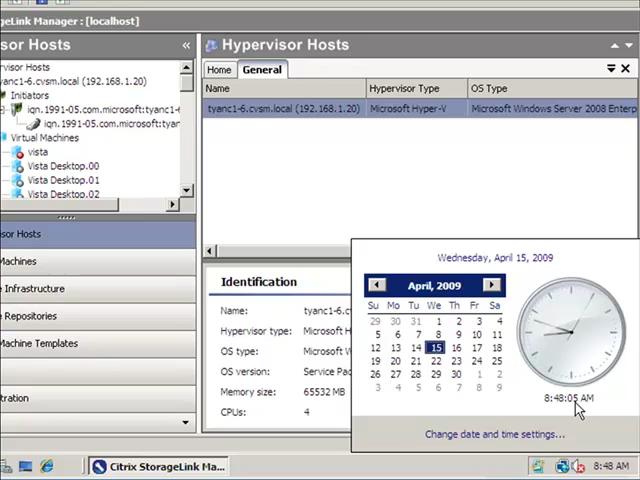 geLink Manager : [localhost]
sor Hosts «
rvisor Hosts
tyanc1-6.cvsm.local (192.168.1.20)
Initiators
iqn.1991-05.com.microsoft:tyanc1-6
iqn.1991-05.com.microsoft:tyanc
Virtual Machines
vista
Vista Desktop.00
Vista Desktop.01
Vista Desktop.02
sor Hosts
Machines
e Infrastructure
e Repositories
Machine Templates
tration
Hypervisor Hosts
Home General
Name Hypervisor Type OS Type
tyanc1-6.cvsm.local (192.168.1.20) Microsoft Hyper-V Microsoft Windows Server 2008 Enterp
Identification
Name: tyanc1-6.
Hypervisor type: Microsoft H
OS type: Microsoft W
OS version: Service Pac
Memory size: 65532 MB
CPUs: 4
Wednesday, April 15, 2009
April, 2009
Su Mo Tu We Th Fr Sa
29 30 31 1 2 3 4
5 6 7 8 9 10 11
12 13 14 15 16 17 18
19 20 21 22 23 24 25
26 27 28 29 30 1 2
3 4 5 6 7 8 9
8:48:05 AM
Change date and time settings...
Citrix StorageLink Ma...
8:48 AM